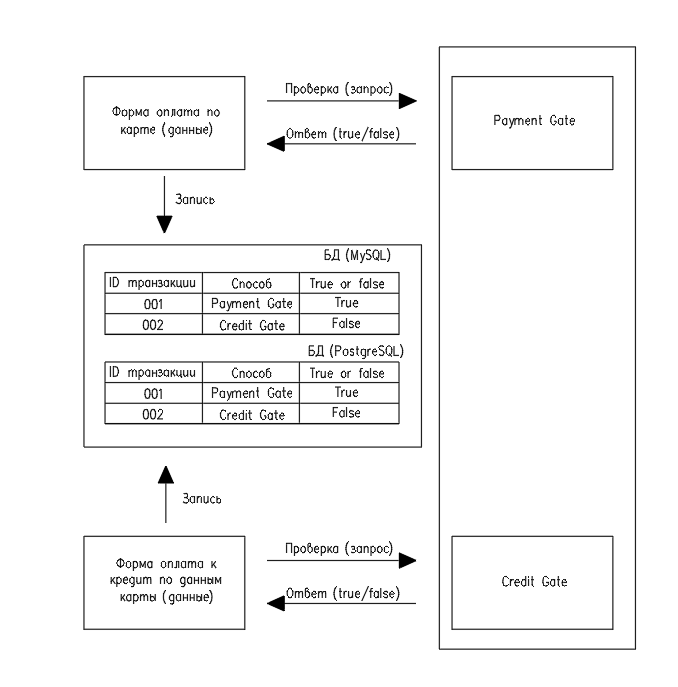 Проверка (запрос)
Форма оплата по
карте (данные)
Payment Gate
Ответ (true/false)
Запись
БД (MySQL)
ID транзакции Способ True or false
001 Payment Gate True
002 Credit Gate False
БД (PostgreSQL)
ID транзакции Способ True or false
001 Payment Gate True
002 Credit Gate False
Запись
Проверка (запрос)
Форма оплата к
кредит по данным
карты (данные)
Credit Gate
Ответ (true/false)